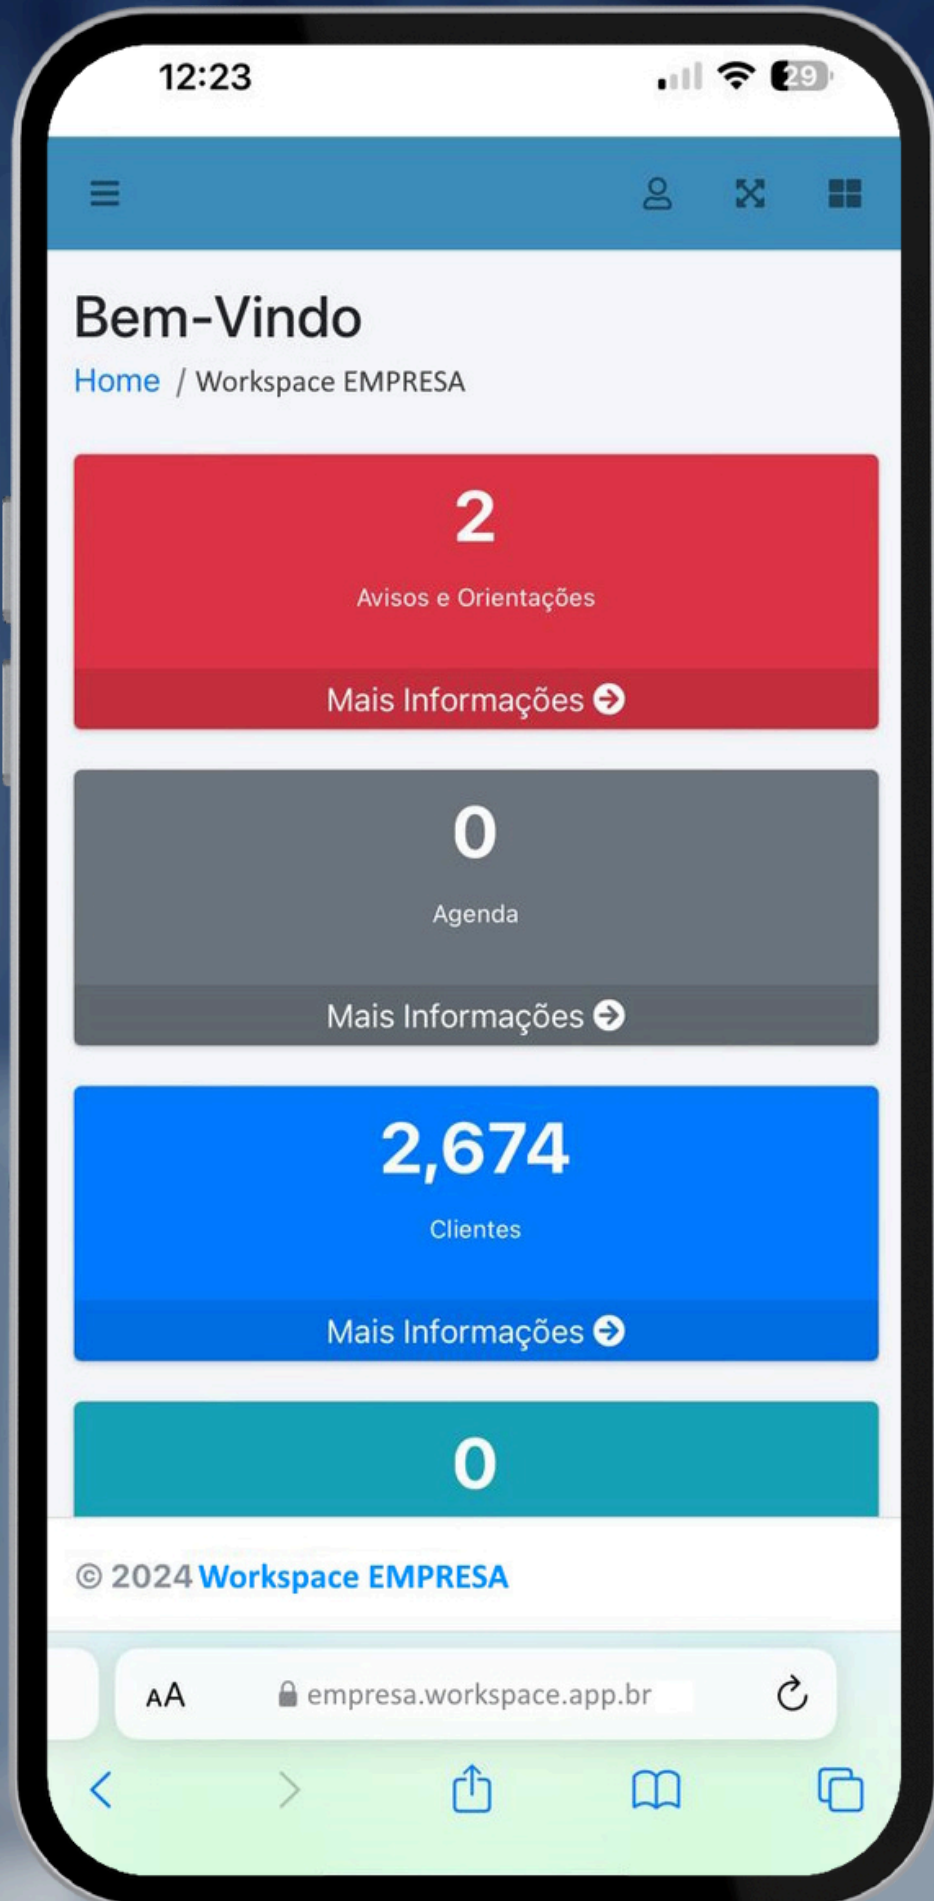 12:23
29
Bem-Vindo
Home / Workspace EMPRESA
2
Avisos e Orientações
Mais Informações
0
Agenda
Mais Informações
2,674
Clientes
Mais Informações
0
© 2024 Workspace EMPRESA
AA empresa.workspace.app.br